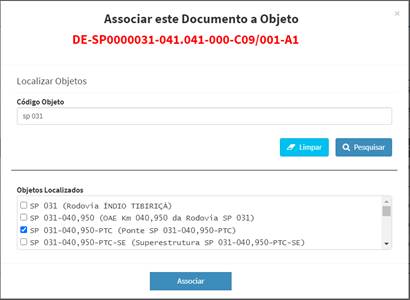 Associar este Documento a Objeto
×
DE-SP0000031-041.041-000-C09/001-A1
Localizar Objetos
Código Objeto
sp 031
Limpar
Pesquisar
Objetos Localizados
SP 031 (Rodovia ÍNDIO TIBIRIÇÁ)
SP 031-040,950 (OAE Km 040,950 da Rodovia SP 031)
SP 031-040,950-PTC (Ponte SP 031-040,950-PTC)
SP 031-040,950-PTC-SE (Superestrutura SP 031-040,950-PTC-SE)
Associar